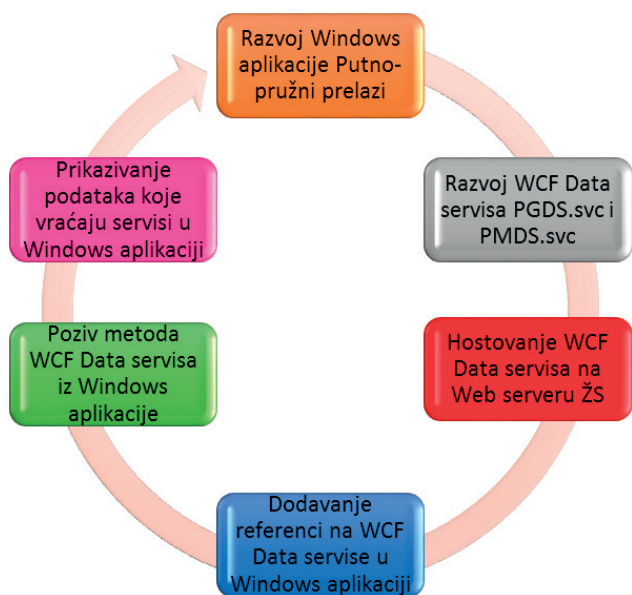 Razvoj Windows
aplikacije Putno-
pružni prelazi
Razvoj WCF Data
servisa PGDS.svc i
PMDS.svc
Hostovanje WCF
Data servisa na
Web serveru ŽS
Dodavanje
referenci na WCF
Data servise u
Windows aplikaciji
Poziv metoda
WCF Data servisa
iz Windows
aplikacije
Prikazivanje
podataka koje
vraćaju servisi u
Windows aplikaciji